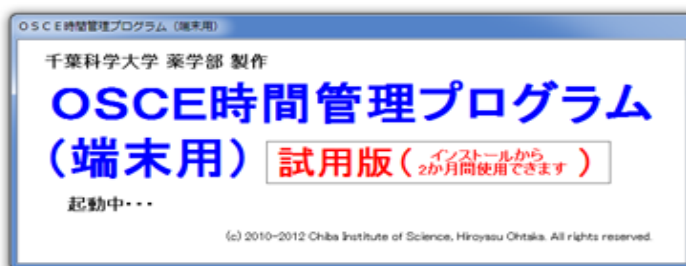 OSCE時間管理プログラム（端末用）
千葉科学大学 薬学部 製作
OSCE時間管理プログラム
（端末用） 試用版（ インストールから
2か月間使用できます ）
起動中・・・
(c) 2010-2012 Chiba Institute of Science, Hiroyasu Ohtaka. All rights reserved.